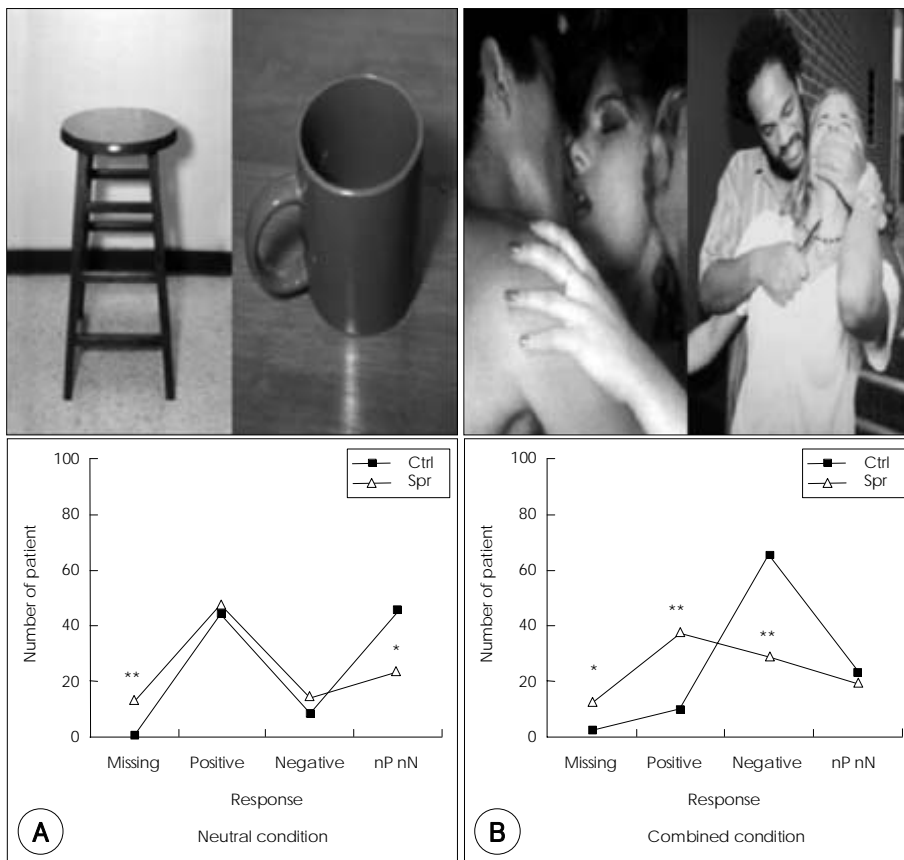 100
80
60
40
20
0
Number of patient
Ctrl
Spr
**
*
Missing Positive Negative nP nN
Response
A
Neutral condition
100
80
60
40
20
0
Number of patient
Ctrl
Spr
*
**
**
Missing Positive Negative nP nN
Response
B
Combined condition